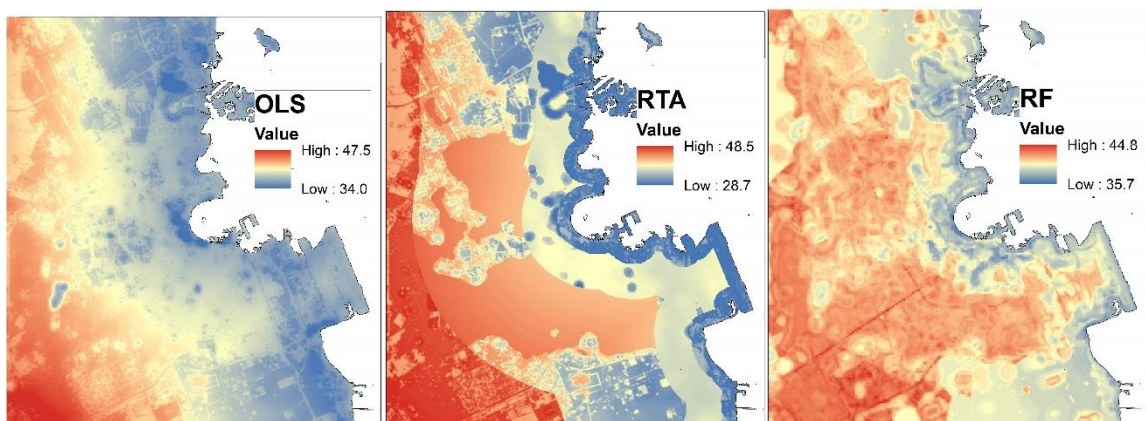 OLS
Value
High : 47.5
Low : 34.0
RTA
Value
High : 48.5
Low : 28.7
RF
Value
High : 44.8
Low : 35.7